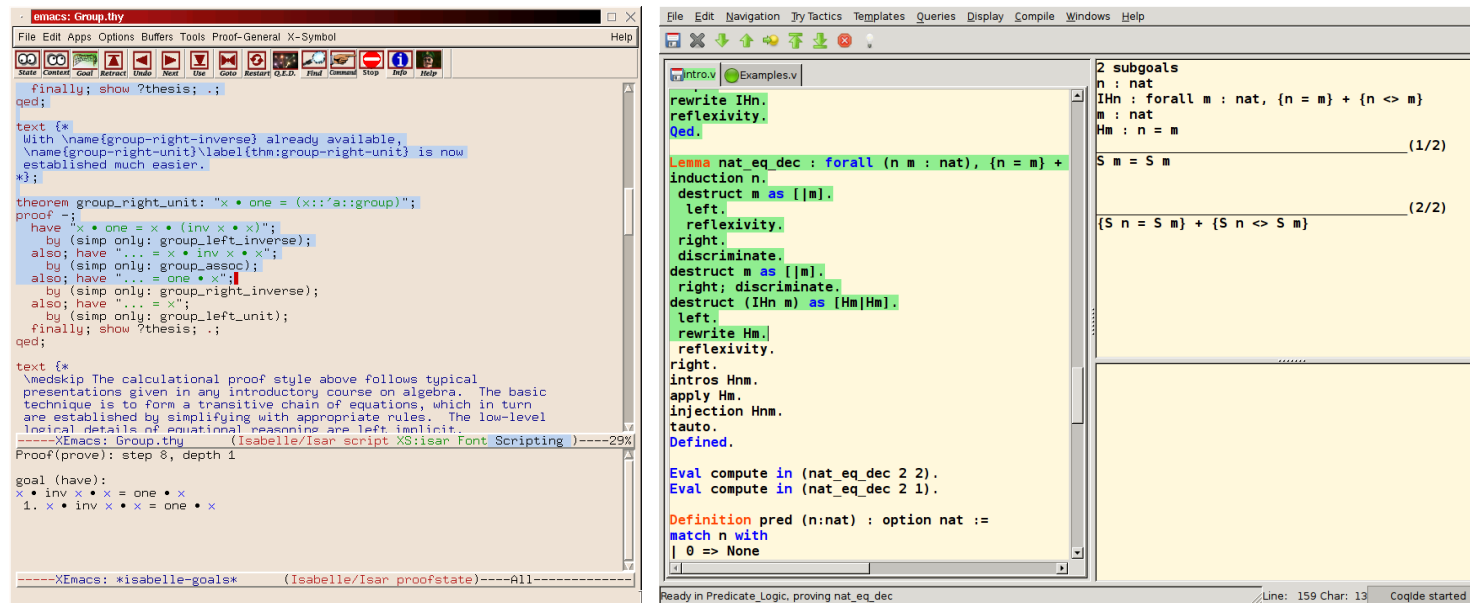 emacs: Group.thy
File Edit Apps Options Buffers Tools Proof-General X-Symbol Help
State Context Goal Retract Undo Next Use Goto Restart Q.E.D. Find Command Stop Info Help
finally; show ?thesis; .;
qed;
text {*
With \name{group-right-inverse} already available,
\name{group-right-unit}\label{thm:group-right-unit} is now
established much easier.
*};
theorem group_right_unit: "x • one = (x::'a::group)";
proof -;
have "x • one = x • (inv x • x)";
by (simp only: group_left_inverse);
also; have "... = x • inv x • x";
by (simp only: group_assoc);
also; have "... = one • x";
by (simp only: group_right_inverse);
also; have "... = x";
by (simp only: group_left_unit);
finally; show ?thesis; .;
qed;
text {*
\medskip The calculational proof style above follows typical
presentations given in any introductory course on algebra.  The basic
technique is to form a transitive chain of equations, which in turn
are established by simplifying with appropriate rules.  The low-level
logical details of equational reasoning are left implicit.
-----XEmacs: Group.thy (Isabelle/Isar script XS:isar Font Scripting )----29%
Proof(prove): step 8, depth 1
goal (have):
x • inv x • x = one • x
1. x • inv x • x = one • x
-----XEmacs: *isabelle-goals* (Isabelle/Isar proofstate)----All-------------
File Edit Navigation Try Tactics Templates Queries Display Compile Windows Help
intro.v Examples.v
rewrite IHn.
reflexivity.
Qed.
Lemma nat_eq_dec : forall (n m : nat), {n = m} +
induction n.
destruct m as [|m].
left.
reflexivity.
right.
discriminate.
destruct m as [|m].
right; discriminate.
destruct (IHn m) as [Hm|Hm].
left.
rewrite Hm.
reflexivity.
right.
intros Hnm.
apply Hm.
injection Hnm.
tauto.
Defined.
Eval compute in (nat_eq_dec 2 2).
Eval compute in (nat_eq_dec 2 1).
Definition pred (n:nat) : option nat :=
match n with
| 0 => None
2 subgoals
n : nat
IHn : forall m : nat, {n = m} + {n <> m}
m : nat
Hm : n = m
(1/2)
S m = S m
(2/2)
{S n = S m} + {S n <> S m}
Ready in Predicate_Logic, proving nat_eq_dec Line: 159 Char: 13 CoqIde started